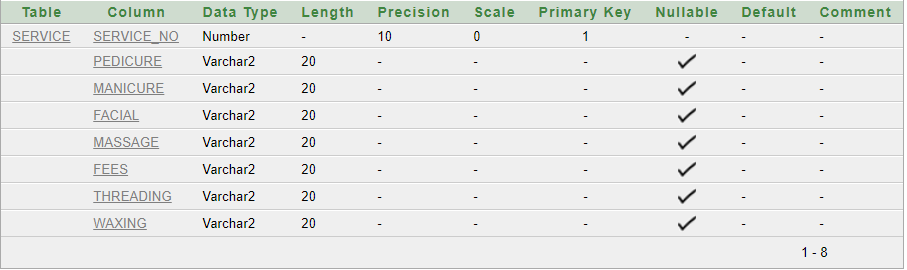 Table Column Data Type Length Precision Scale Primary Key Nullable Default Comment
SERVICE SERVICE_NO Number - 10 0 1 - - -
PEDICURE Varchar2 20 - - - - -
MANICURE Varchar2 20 - - - - -
FACIAL Varchar2 20 - - - - -
MASSAGE Varchar2 20 - - - - -
FEES Varchar2 20 - - - - -
THREADING Varchar2 20 - - - - -
WAXING Varchar2 20 - - - - -
1 - 8